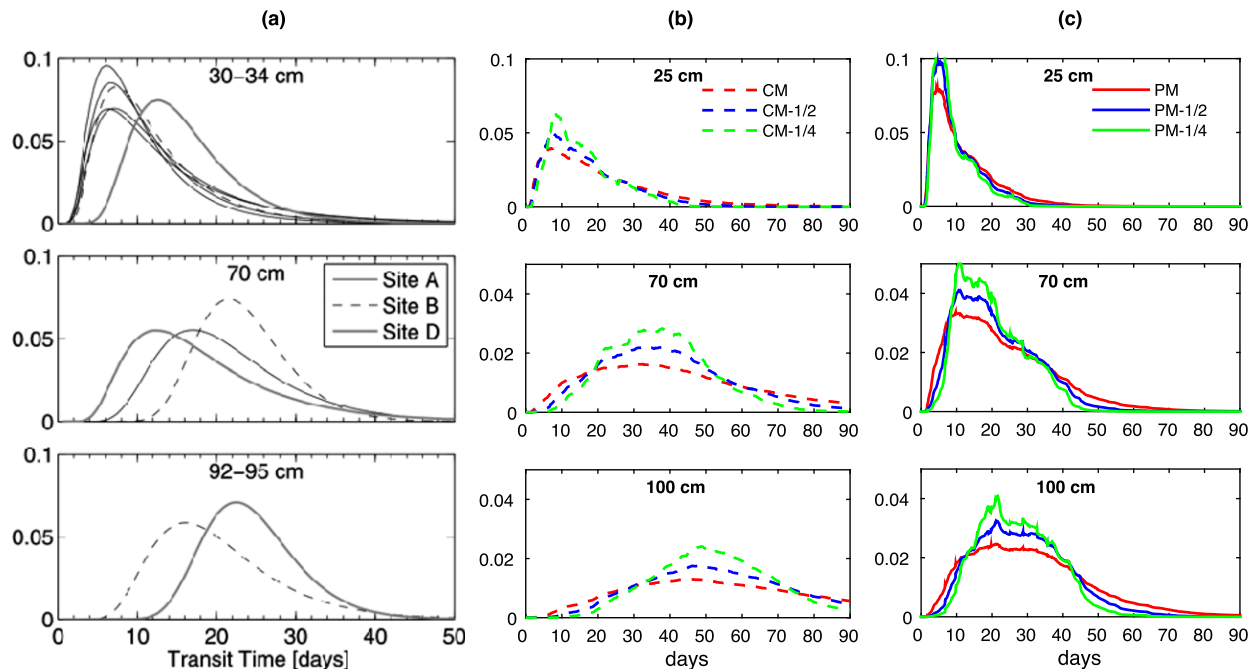 (a)
(b)
(c)
0.1
30–34 cm
0.05
0
0.1
70 cm
Site A
Site B
Site D
0.05
0
0.1
92–95 cm
0.05
0
0 10 20 30 40 50
Transit Time [days]
0.1
25 cm
CM
CM-1/2
CM-1/4
0.05
0
0 10 20 30 40 50 60 70 80 90
70 cm
0.04
0.02
0
0 10 20 30 40 50 60 70 80 90
100 cm
0.04
0.02
0
0 10 20 30 40 50 60 70 80 90
days
0.1
25 cm
PM
PM-1/2
PM-1/4
0.05
0
0 10 20 30 40 50 60 70 80 90
70 cm
0.04
0.02
0
0 10 20 30 40 50 60 70 80 90
100 cm
0.04
0.02
0
0 10 20 30 40 50 60 70 80 90
days